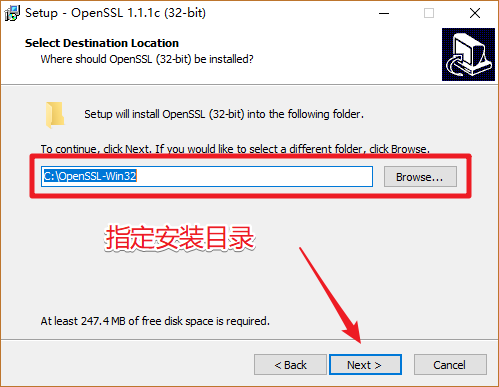 Setup - OpenSSL 1.1.1c (32-bit)
Select Destination Location
Where should OpenSSL (32-bit) be installed?
Setup will install OpenSSL (32-bit) into the following folder.
To continue, click Next. If you would like to select a different folder, click Browse.
C:\OpenSSL-Win32
Browse...
指定安装目录
At least 247.4 MB of free disk space is required.
< Back
Next >
Cancel